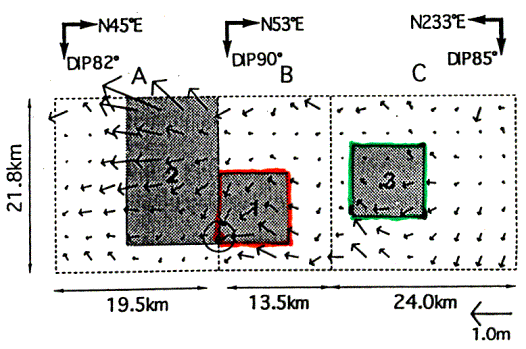 N45°E N53°E N233°E
DIP82° DIP90° DIP85°
A B C
21.8km
2 1 3
19.5km 13.5km 24.0km
1.0m